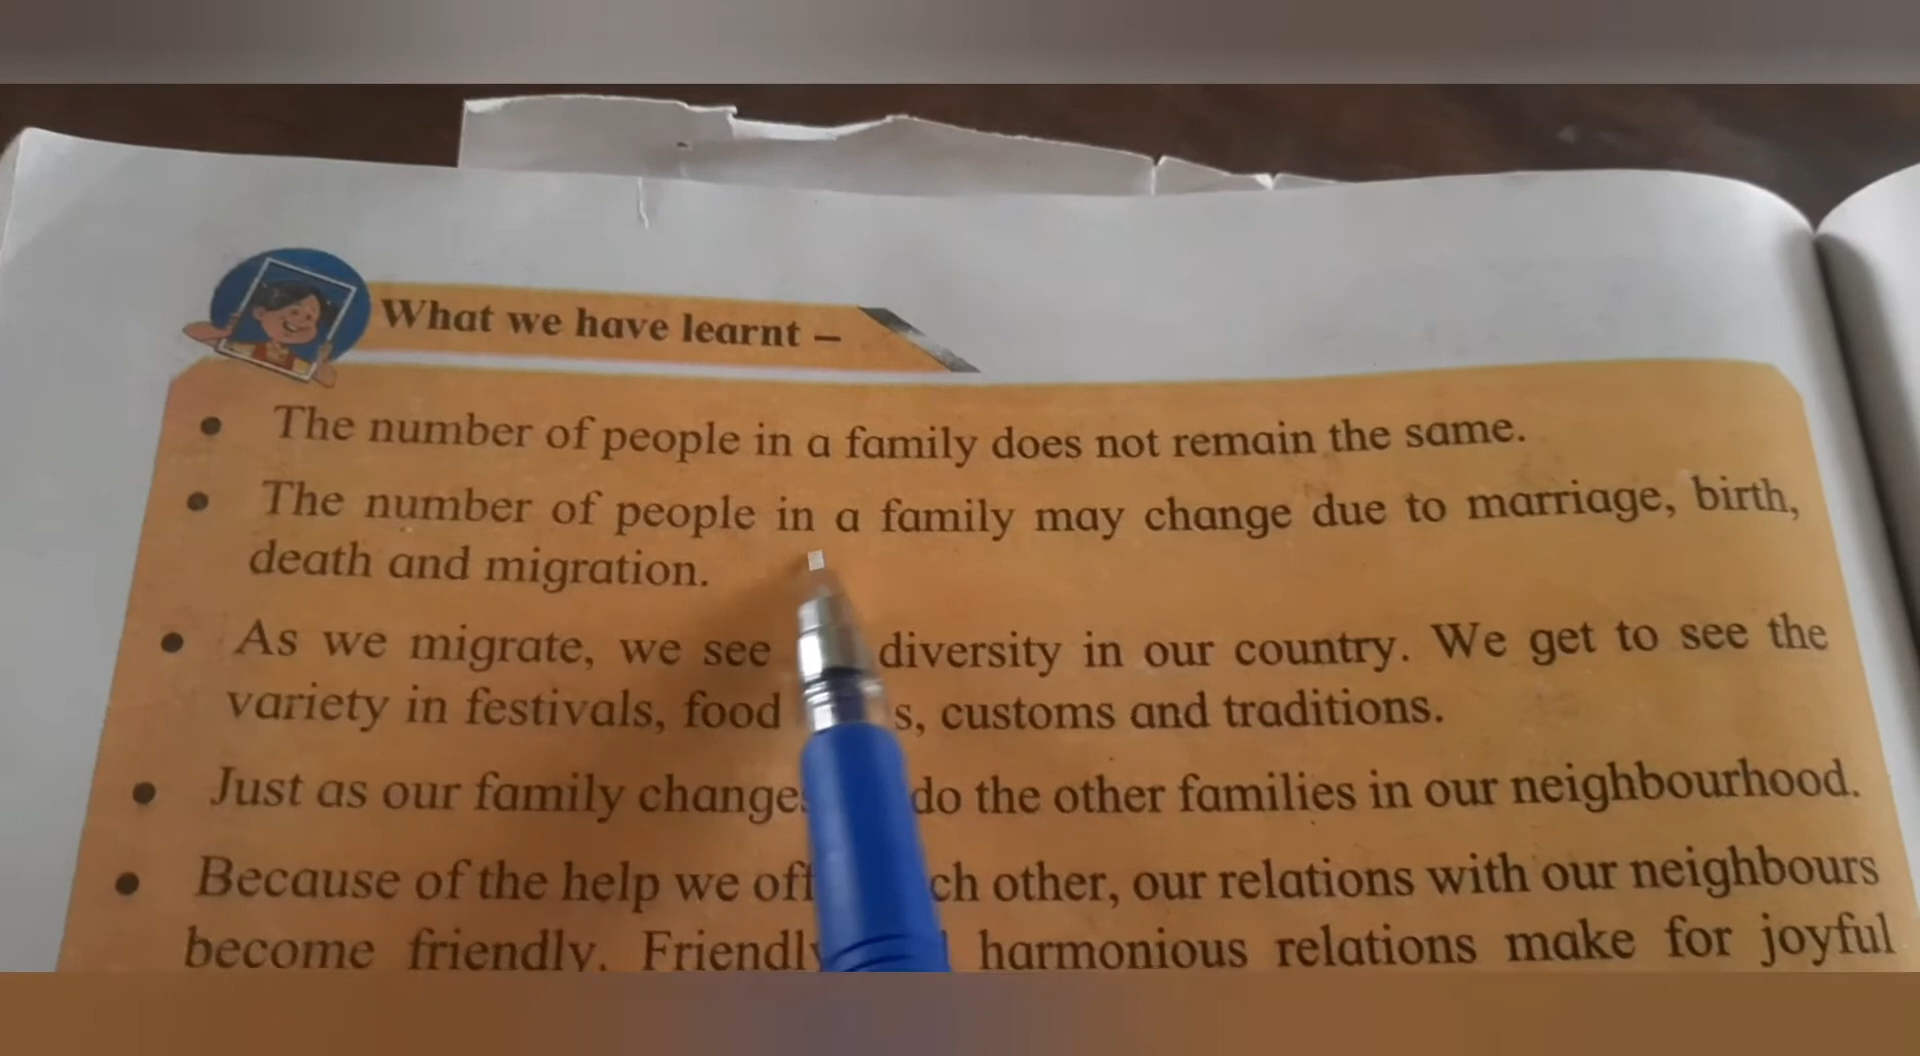 What we have learnt –
• The number of people in a family does not remain the same.
• The number of people in a family may change due to marriage, birth,
death and migration.
• As we migrate, we see diversity in our country. We get to see the
variety in festivals, food customs and traditions.
• Just as our family do the other families in our neighbourhood.
• Because of the help we other, our relations with our neighbours
become friendly. harmonious relations make for joyful